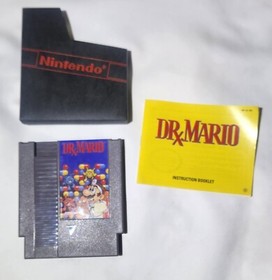 Nintendo®
DR. MARIO
DR. MARIO
INSTRUCTION BOOKLET